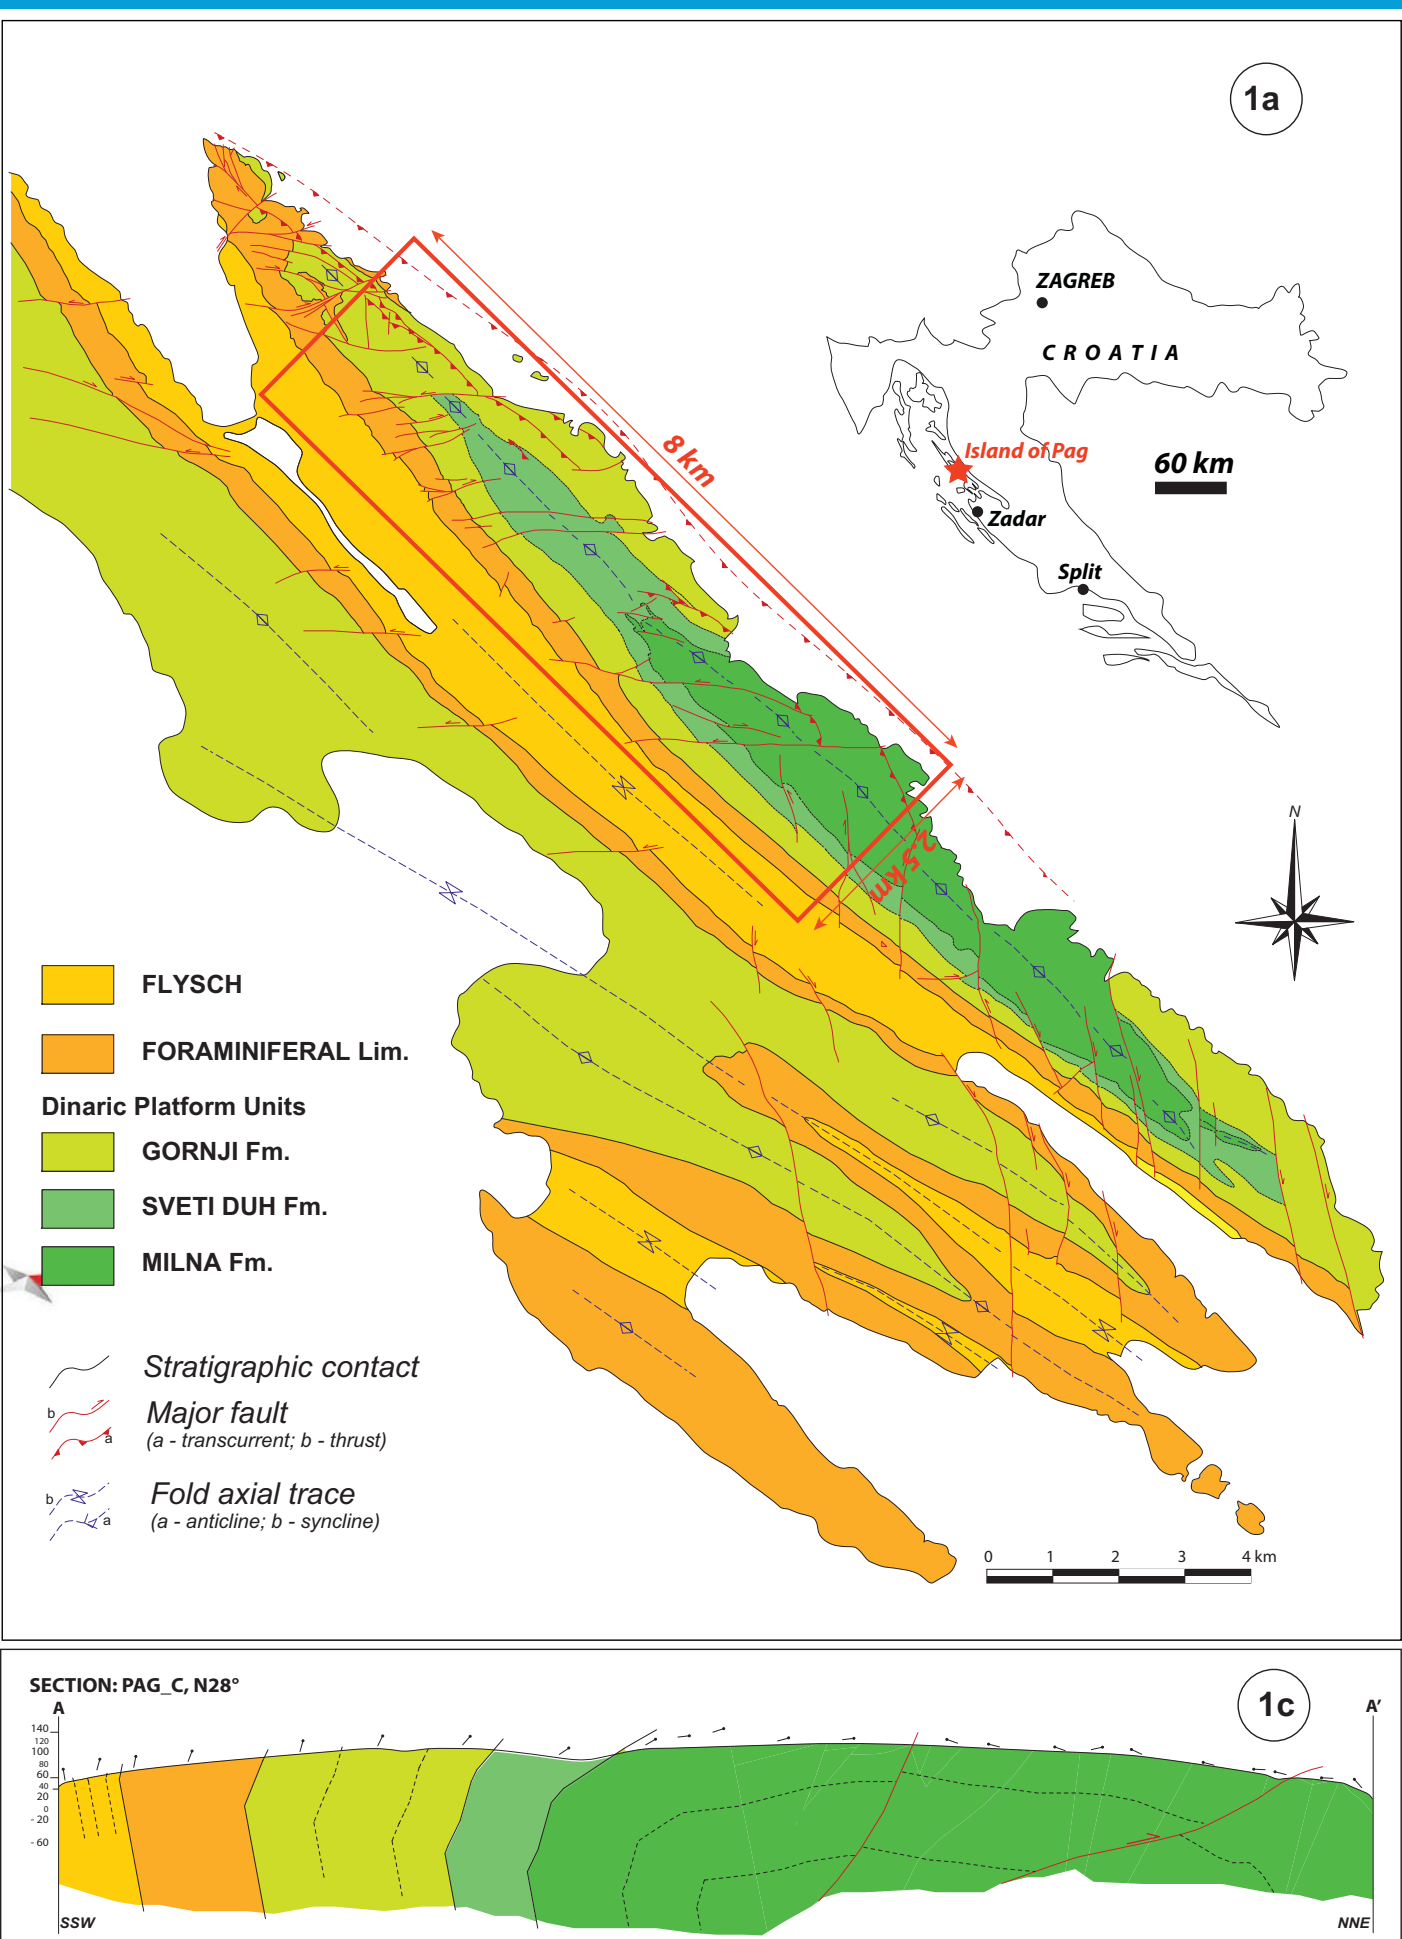 1a
ZAGREB
CROATIA
Island of Pag
60 km
Zadar
Split
8 km
2.5 km
N
FLYSCH
FORAMINIFERAL Lim.
Dinaric Platform Units
GORNJI Fm.
SVETI DUH Fm.
MILNA Fm.
Stratigraphic contact
b
Major fault
a
(a - transcurrent; b - thrust)
b
Fold axial trace
a
(a - anticline; b - syncline)
0 1 2 3 4 km
SECTION: PAG_C, N28°
1c
A
A'
140
120
100
80
60
40
20
0
- 20
- 60
SSW
NNE